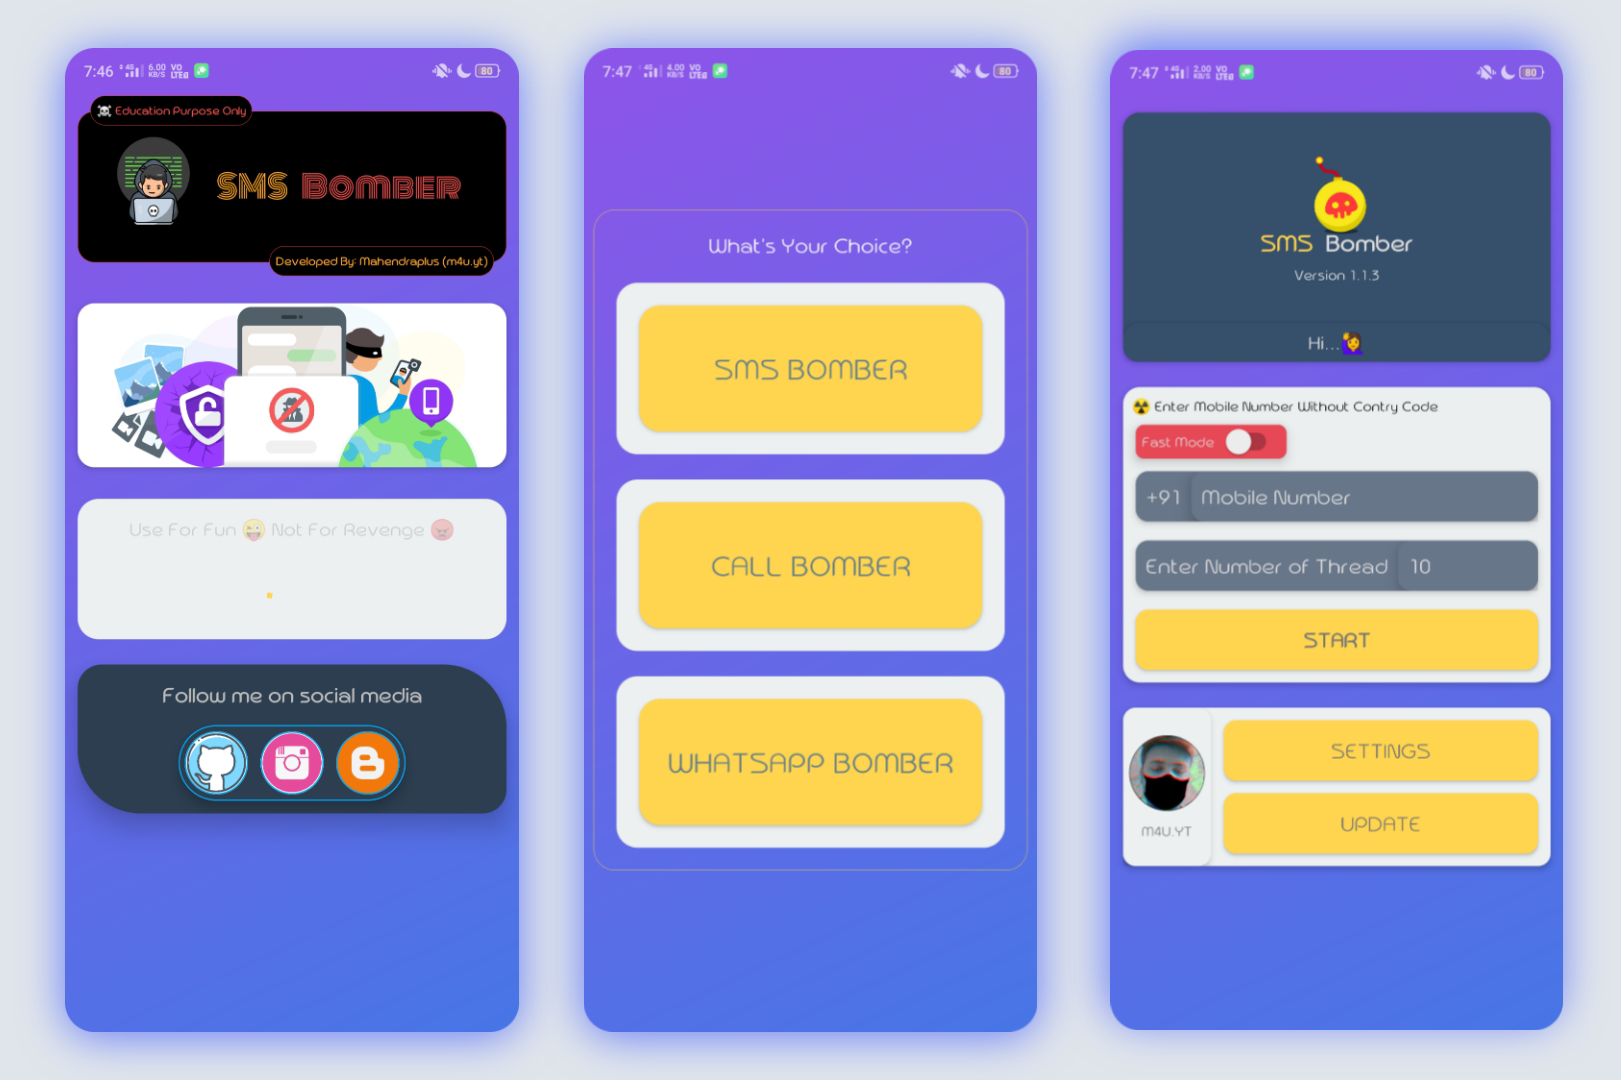 7:46 4G 6.00 KB/S VO LTE 80
Education Purpose Only
SMS Bomber
Developed By: Mahendraplus (m4u.yt)
Use For Fun 😜 Not For Revenge 😡
Follow me on social media
7:47 4G 4.00 KB/S VO LTE 80
What's Your Choice?
SMS BOMBER
CALL BOMBER
WHATSAPP BOMBER
7:47 4G 2.00 KB/S VO LTE 80
SMS Bomber
Version 1.1.3
Hi...🙋
Enter Mobile Number Without Contry Code
Fast Mode
+91 Mobile Number
Enter Number of Thread 10
START
SETTINGS
M4U.YT
UPDATE